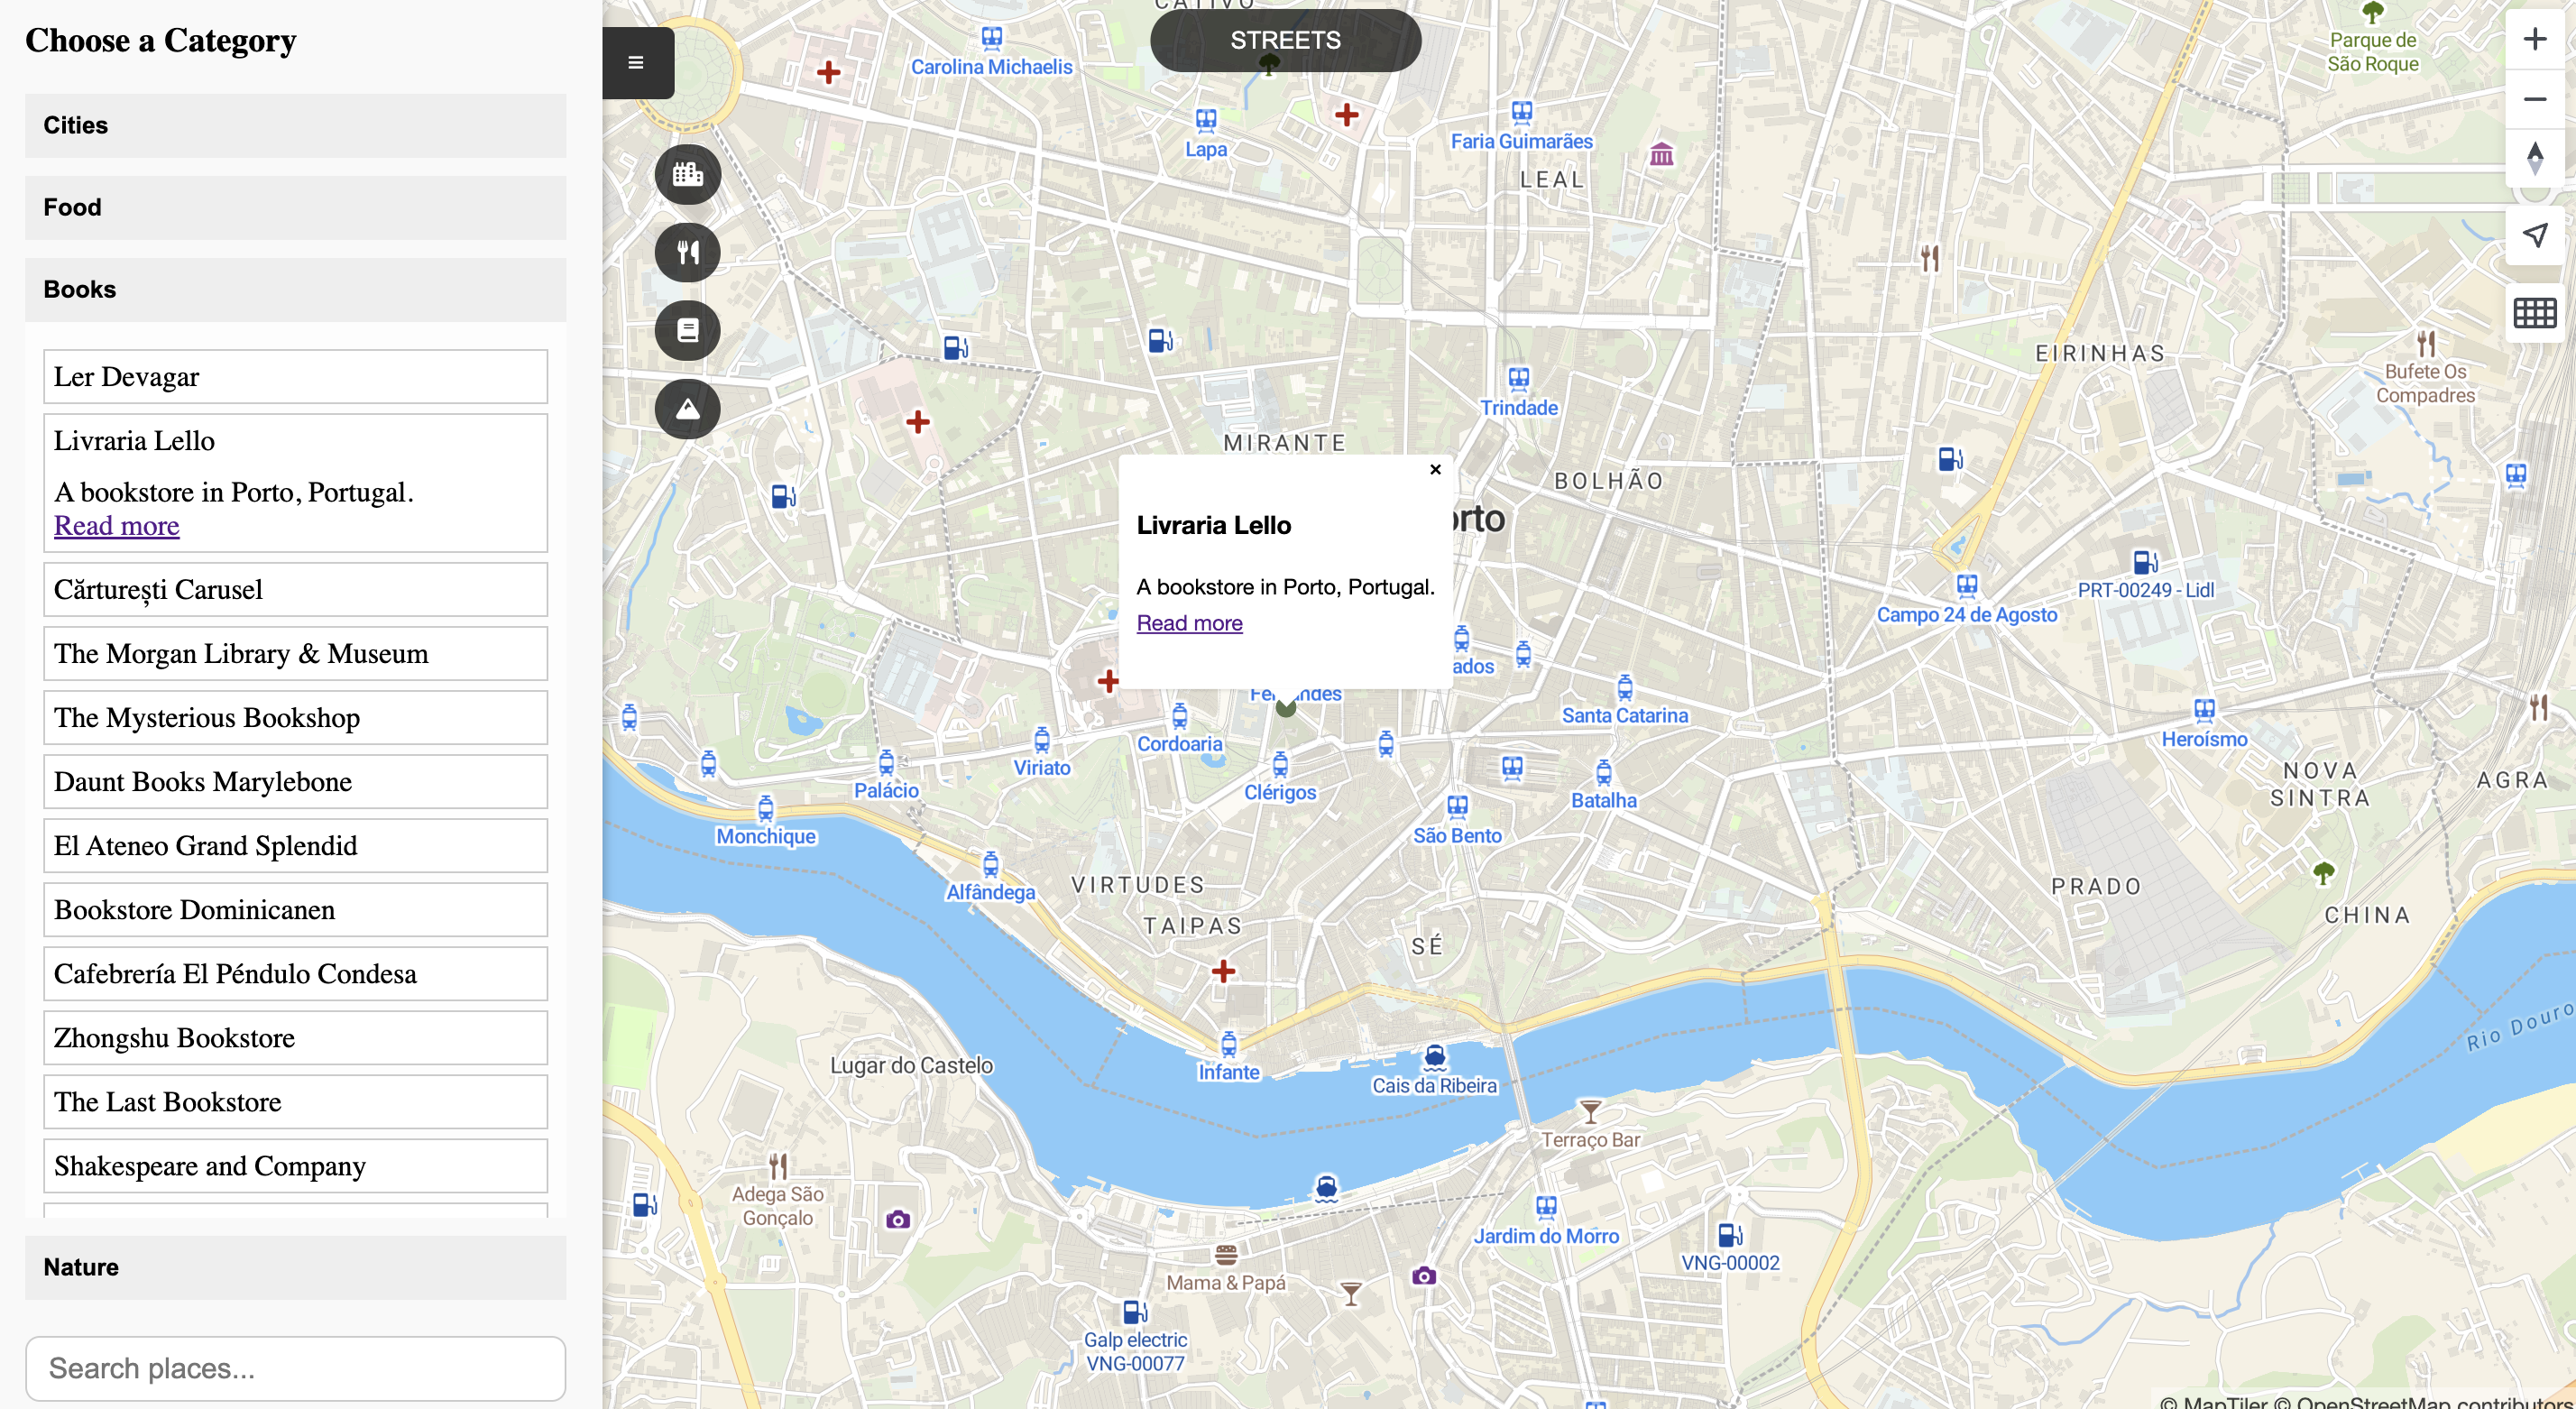 Choose a Category
Cities
Food
Books
Ler Devagar
Livraria Lello
A bookstore in Porto, Portugal.
Read more
Cărturești Carusel
The Morgan Library & Museum
The Mysterious Bookshop
Daunt Books Marylebone
El Ateneo Grand Splendid
Bookstore Dominicanen
Cafebrería El Péndulo Condesa
Zhongshu Bookstore
The Last Bookstore
Shakespeare and Company
Nature
Search places...
STREETS
Carolina Michaelis
Lapa
Faria Guimarães
LEAL
Parque de
São Roque
EIRINHAS
Bufete Os
Compadres
Trindade
MIRANTE
BOLHÃO
orto
Livraria Lello
A bookstore in Porto, Portugal.
Read more
PRT-00249 - Lidl
Campo 24 de Agosto
ados
Santa Catarina
Heroísmo
Cordoaria
Viriato
Palácio
Clérigos
Batalha
NOVA
SINTRA
AGRA
Monchique
São Bento
Alfândega
VIRTUDES
TAIPAS
SÉ
PRADO
CHINA
Rio Douro
Lugar do Castelo
Infante
Cais da Ribeira
Terraço Bar
Adega São
Gonçalo
Jardim do Morro
VNG-00002
Mama & Papá
Galp electric
VNG-00077
© MapTiler © OpenStreetMap contributors